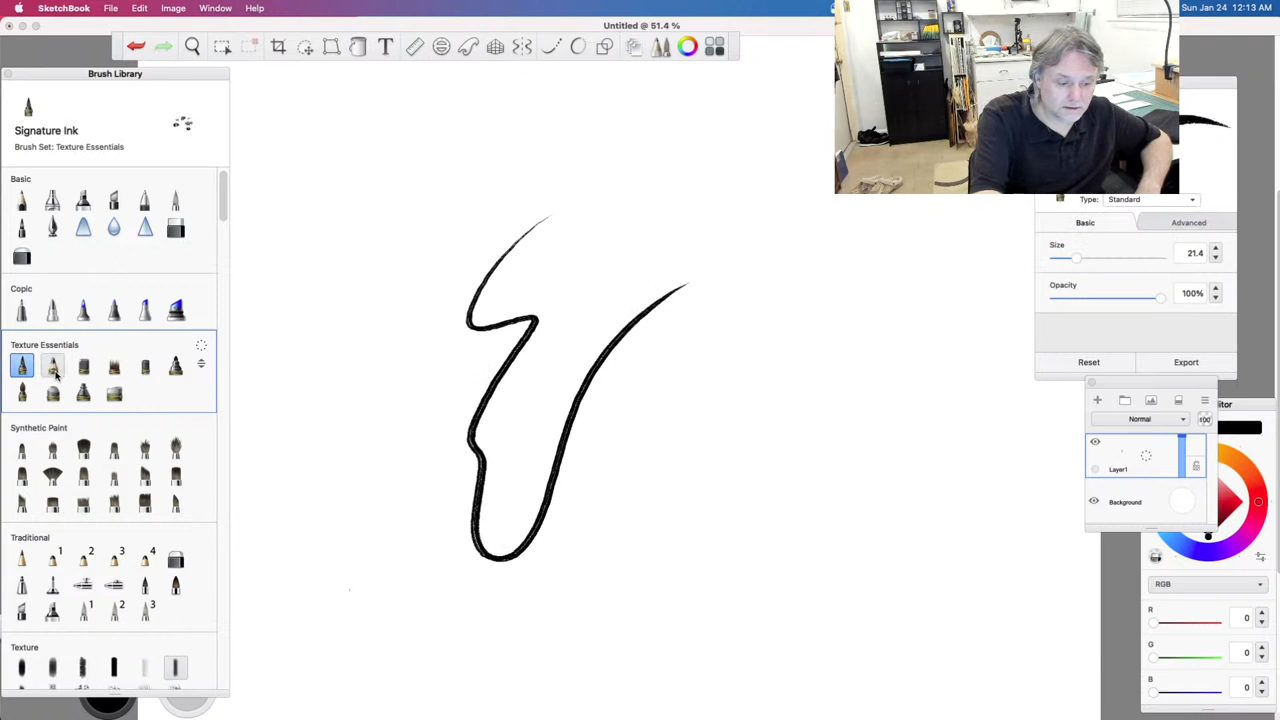 SketchBook File Edit Image Window Help
Sun Jan 24 12:13 AM
Untitled @ 51.4 %
T
Brush Library
Signature Ink
Brush Set: Texture Essentials
Basic
Copic
Texture Essentials
Synthetic Paint
Traditional
1 2 3 4
1 2 3
Texture
Type: Standard
Basic Advanced
Size
21.4
Opacity
100%
Reset Export
Normal 100
Layer1
Background
RGB
R 0
G 0
B 0